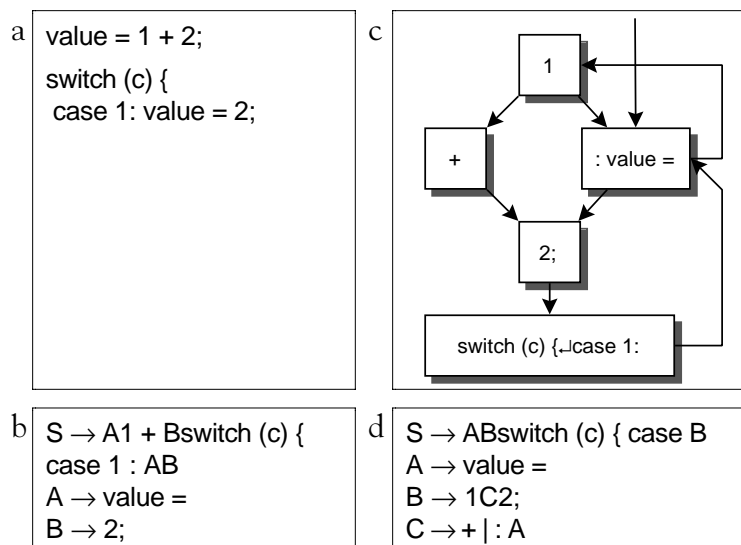 a
value = 1 + 2;
switch (c) {
case 1: value = 2;
c
1
+
: value =
2;
switch (c) {↵case 1:
b
S → A1 + Bswitch (c) {
case 1 : AB
A → value =
B → 2;
d
S → ABswitch (c) { case B
A → value =
B → 1C2;
C → + | : A